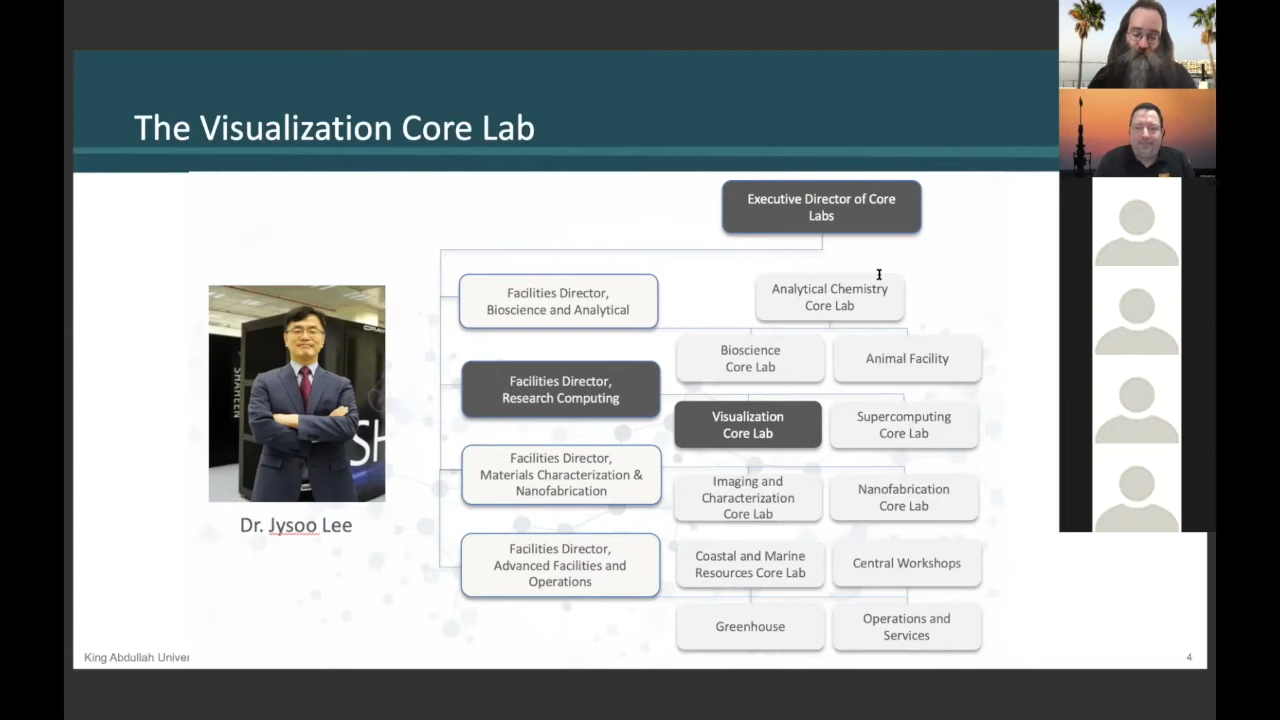 The Visualization Core Lab
Executive Director of Core
Labs
Facilities Director,
Bioscience and Analytical
Analytical Chemistry
Core Lab
Bioscience
Core Lab
Animal Facility
Facilities Director,
Research Computing
Visualization
Core Lab
Supercomputing
Core Lab
Facilities Director,
Materials Characterization &
Nanofabrication
Imaging and
Characterization
Core Lab
Nanofabrication
Core Lab
Facilities Director,
Advanced Facilities and
Operations
Coastal and Marine
Resources Core Lab
Central Workshops
Greenhouse
Operations and
Services
SHAHEEN
SH
Dr. Jysoo Lee
King Abdullah Univer
4